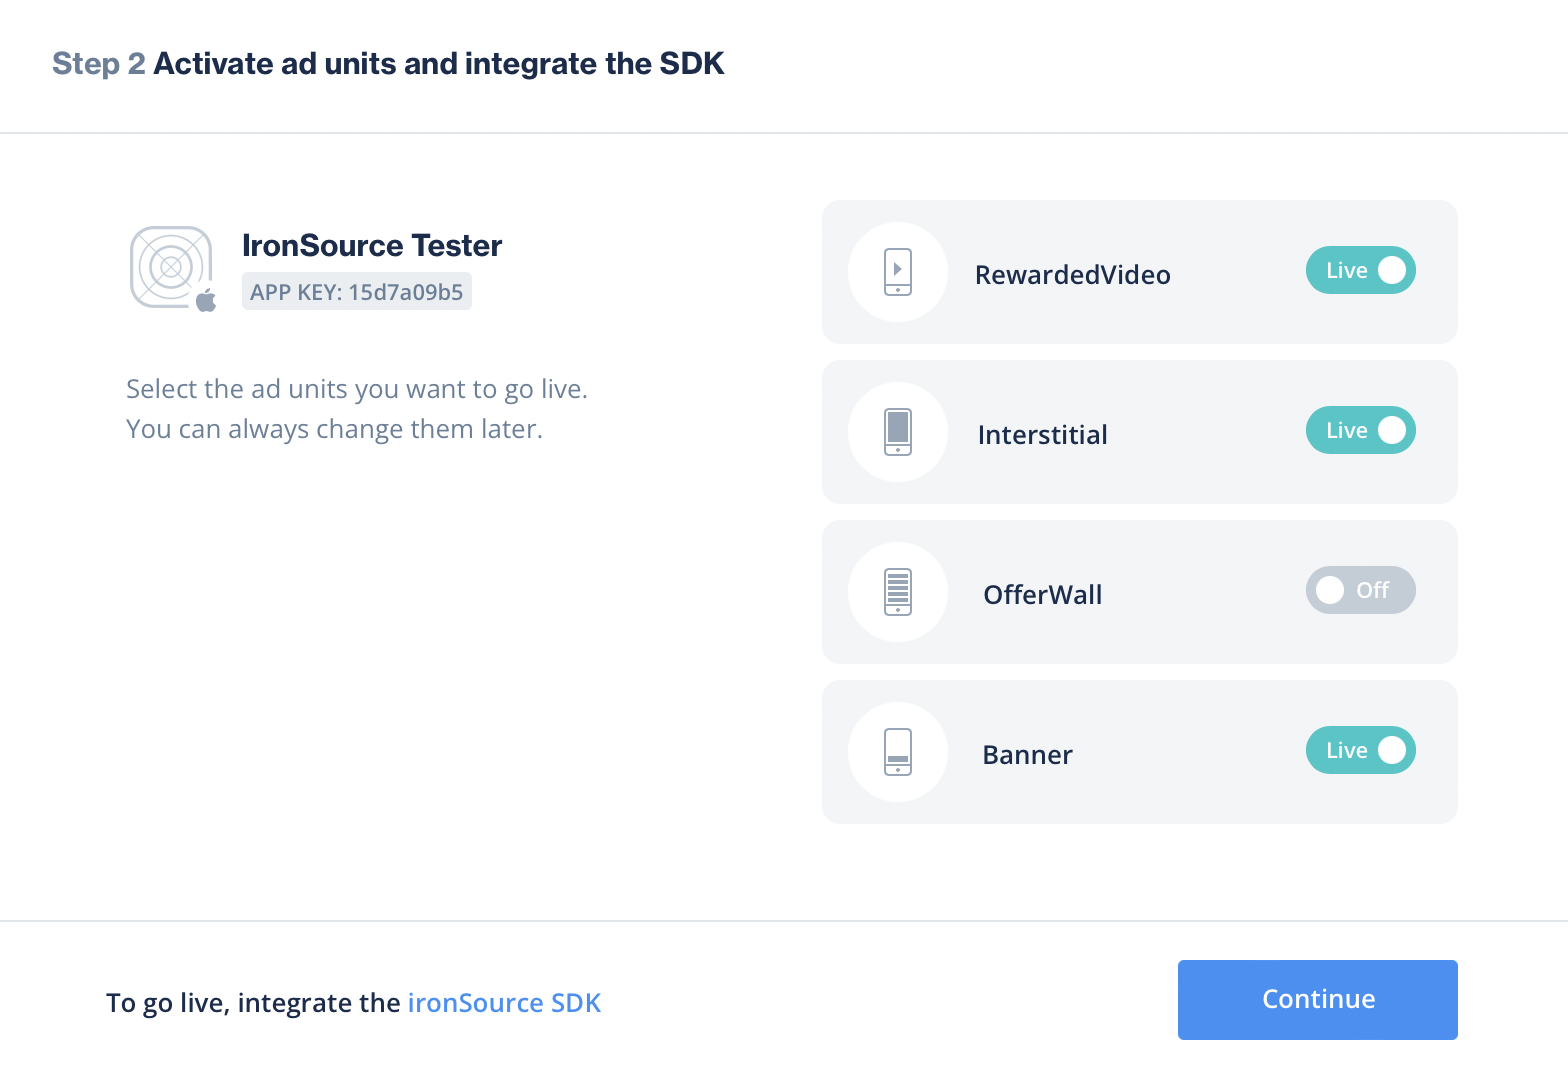 Step 2 Activate ad units and integrate the SDK
IronSource Tester
APP KEY: 15d7a09b5
Select the ad units you want to go live.
You can always change them later.
RewardedVideo
Live
Interstitial
Live
OfferWall
Off
Banner
Live
To go live, integrate the ironSource SDK
Continue